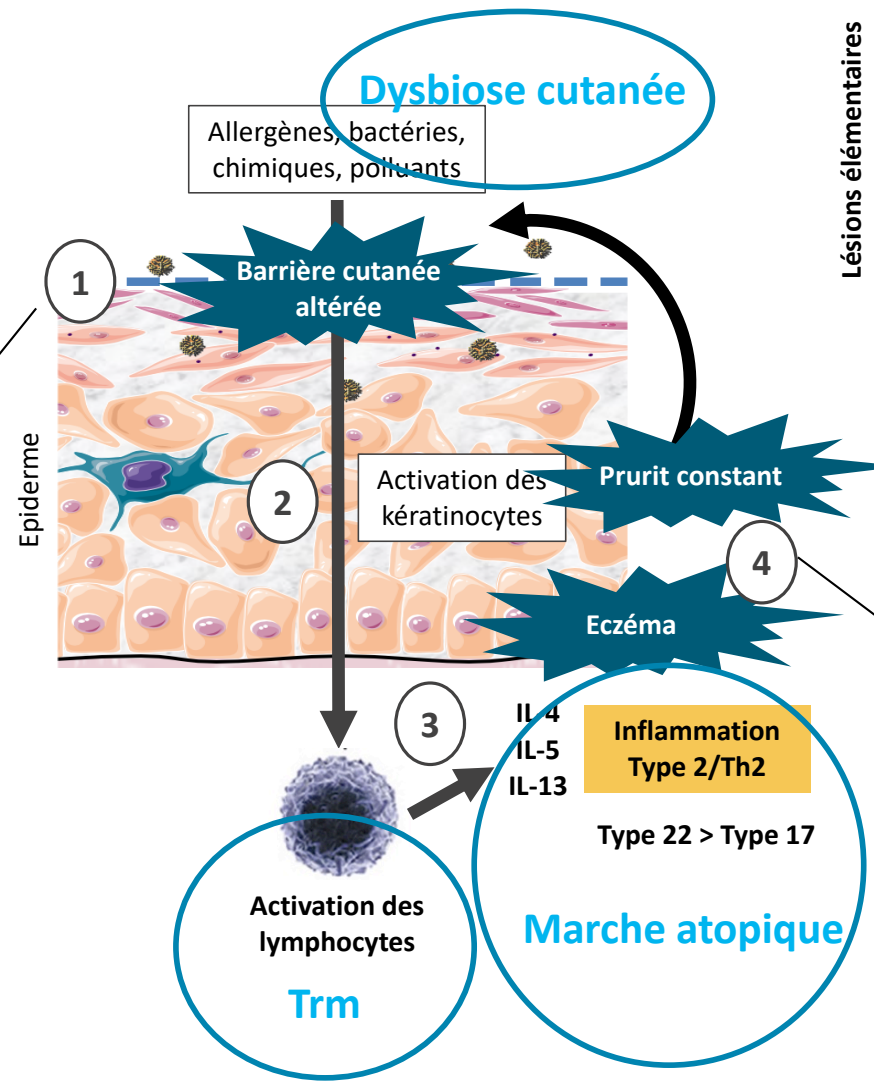 Dysbiose cutanée
Allergènes, bactéries,
chimiques, polluants
Lésions élémentaires
1
Barrière cutanée
altérée
Epiderme
2
Activation des
kératinocytes
Prurit constant
4
Eczéma
3
IL-4
IL-5
IL-13
Inflammation
Type 2/Th2
Type 22 > Type 17
Activation des
lymphocytes
Marche atopique
Trm